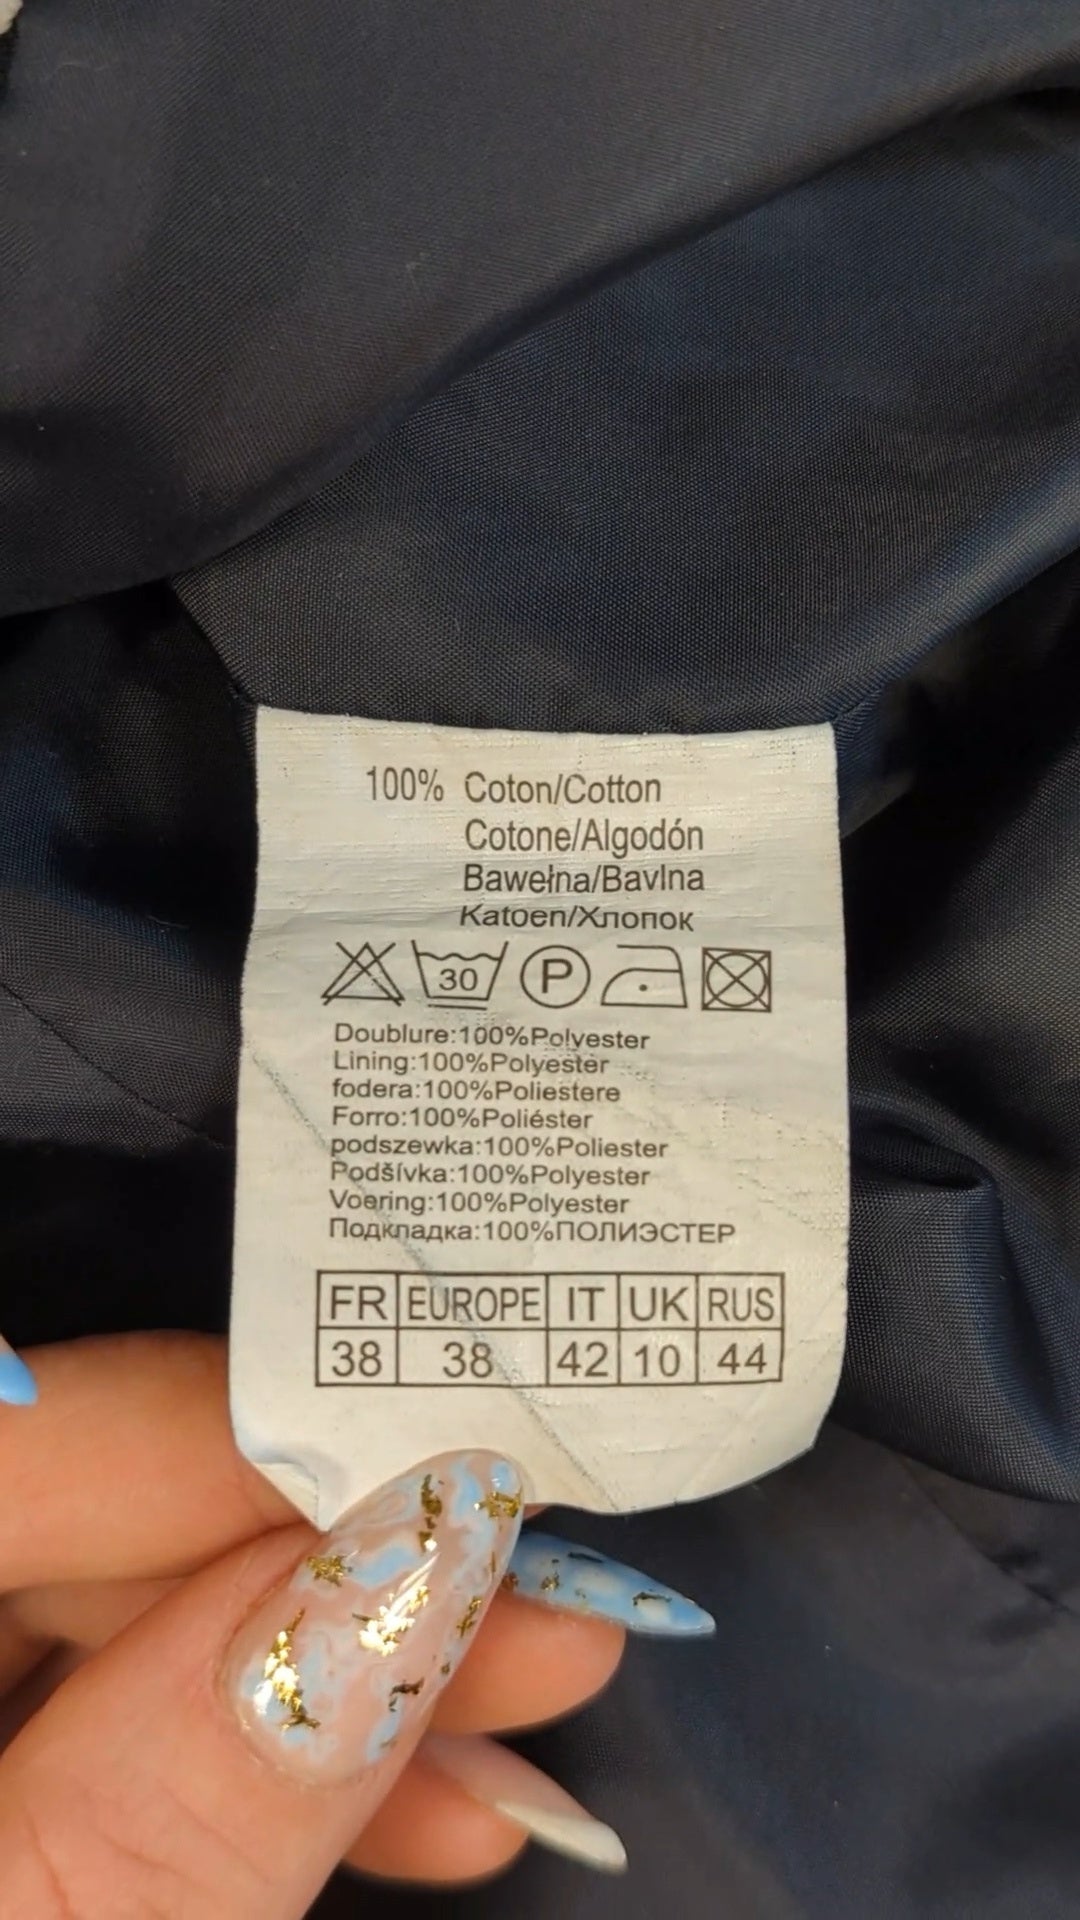 100% Coton/Cotton
Cotone/Algodón
Bawełna/Bavlna
Katoen/Хлопок
30 P
Doublure:100%Polyester
Lining:100%Polyester
fodera:100%Poliestere
Forro:100%Poliéster
podszewka:100%Poliester
Podšívka:100%Polyester
Voering:100%Polyester
Подкладка:100%ПОЛИЭСТЕР
FR EUROPE IT UK RUS
38 38 42 10 44